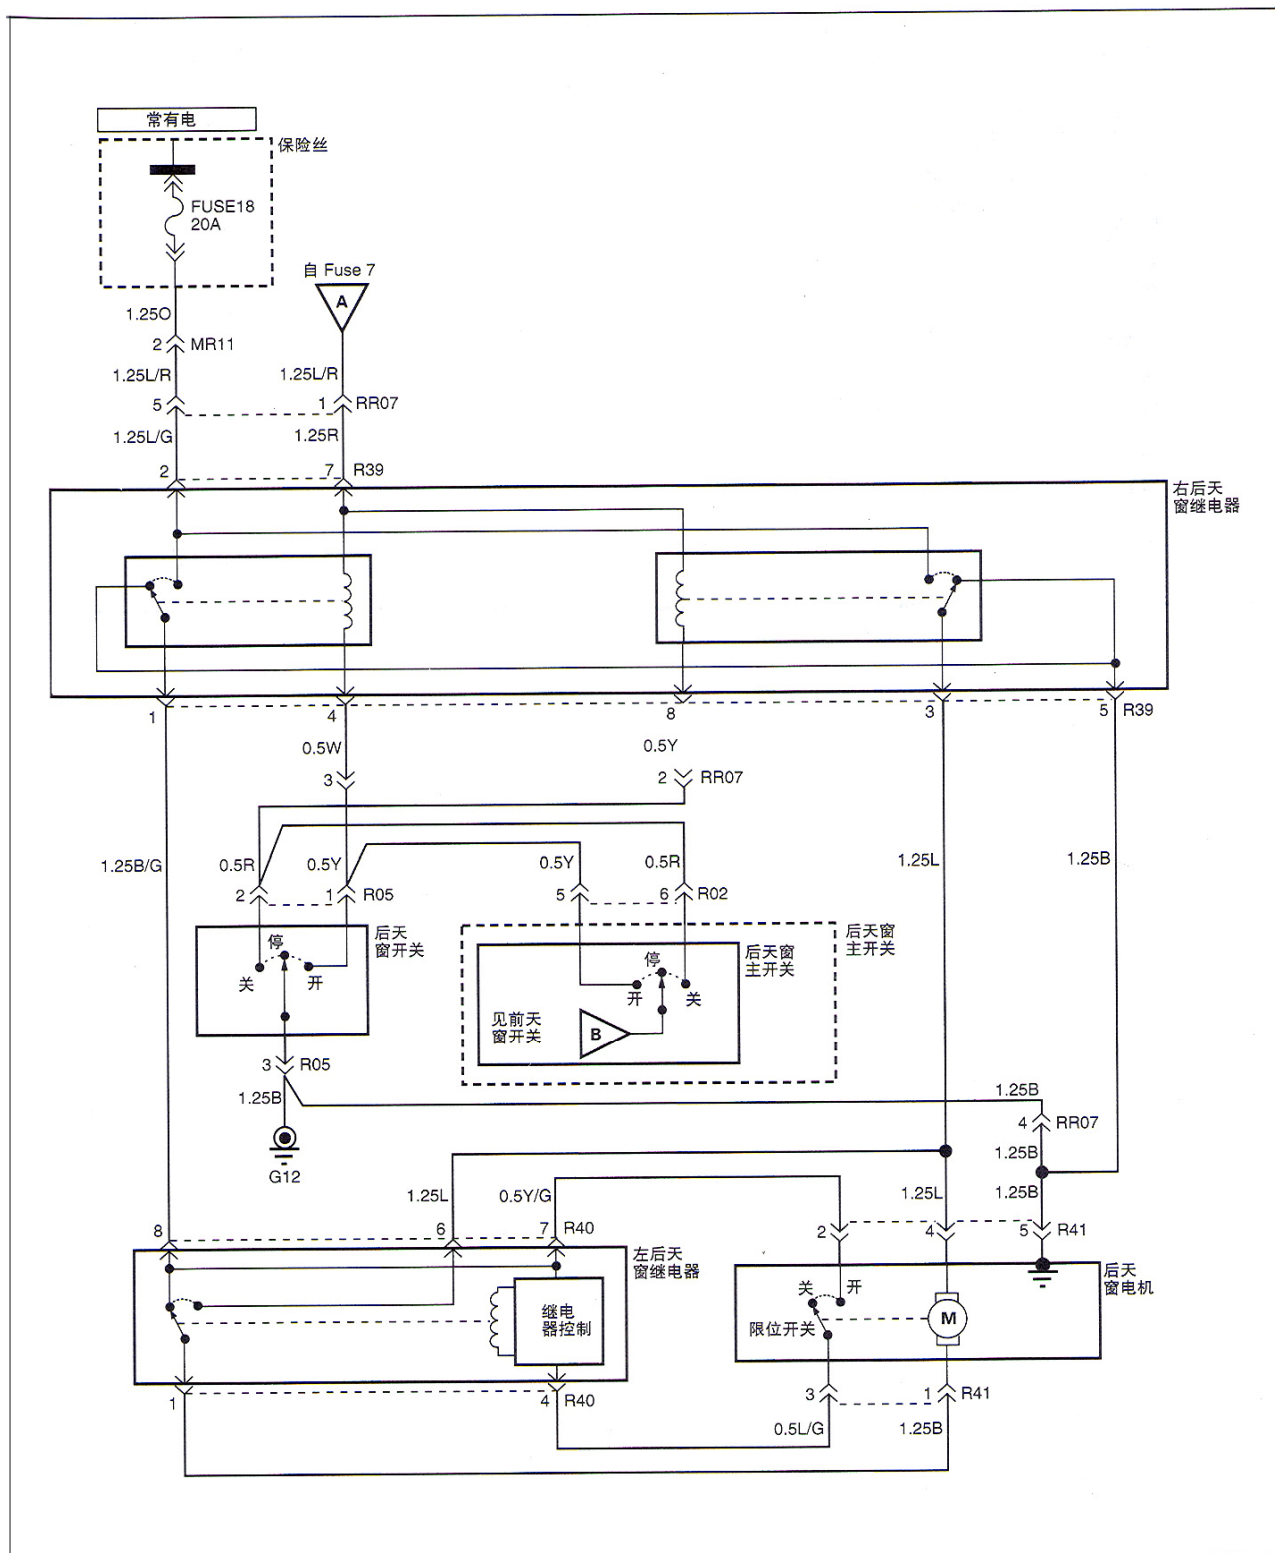 常有电
保险丝
FUSE18
20A
自 Fuse 7
A
1.25O
2 MR11
1.25L/R 1.25L/R
5 1 RR07
1.25L/G 1.25R
2 7 R39
右后天
窗继电器
1 4 8 3 5 R39
0.5W 0.5Y
3 2 RR07
1.25B/G 0.5R 0.5Y 0.5Y 0.5R 1.25L 1.25B
2 1 R05 5 6 R02
后天
窗开关
停
关 开
后天窗
主开关
后天窗
主开关
停
开 关
见前天
窗开关
B
3 R05
1.25B
G12
1.25B
4 RR07
1.25B
1.25L 0.5Y/G 1.25L 1.25B
8 6 7 R40 2 4 5 R41
左后天
窗继电器
继电
器控制
后天
窗电机
关 开
限位开关
M
1 4 R40 3 1 R41
0.5L/G 1.25B